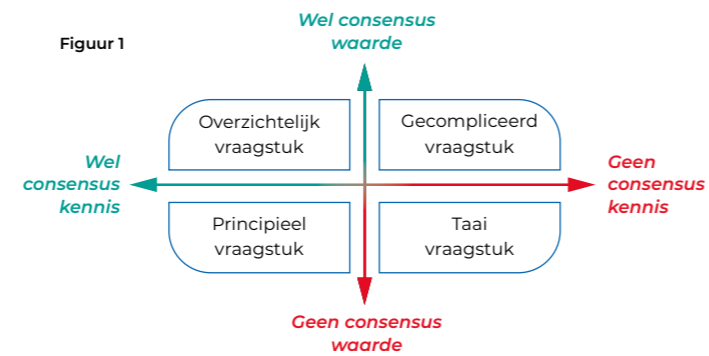 Wel consensus
waarde
Figuur 1
Overzichtelijk
vraagstuk
Gecompliceerd
vraagstuk
Wel
consensus
kennis
Geen
consensus
kennis
Principieel
vraagstuk
Taai
vraagstuk
Geen consensus
waarde